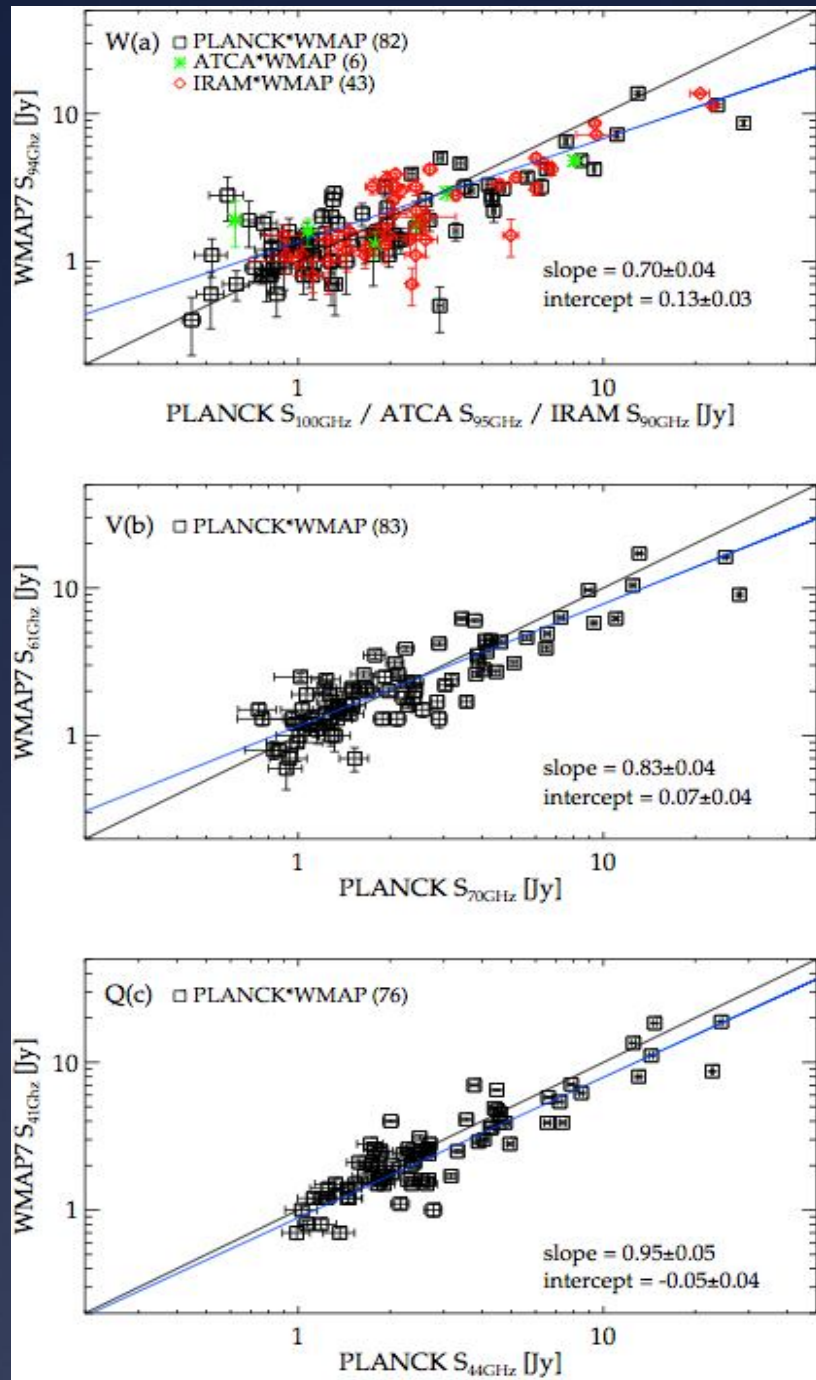 W(a)
PLANCK*WMAP (82)
ATCA*WMAP (6)
IRAM*WMAP (43)
WMAP7 S94Ghz [Jy]
10
1
slope = 0.70±0.04
intercept = 0.13±0.03
1 10
PLANCK S100GHz / ATCA S95GHz / IRAM S90GHz [Jy]
V(b) PLANCK*WMAP (83)
WMAP7 S61Ghz [Jy]
10
1
slope = 0.83±0.04
intercept = 0.07±0.04
1 10
PLANCK S70GHz [Jy]
Q(c) PLANCK*WMAP (76)
WMAP7 S41Ghz [Jy]
10
1
slope = 0.95±0.05
intercept = -0.05±0.04
1 10
PLANCK S44GHz [Jy]